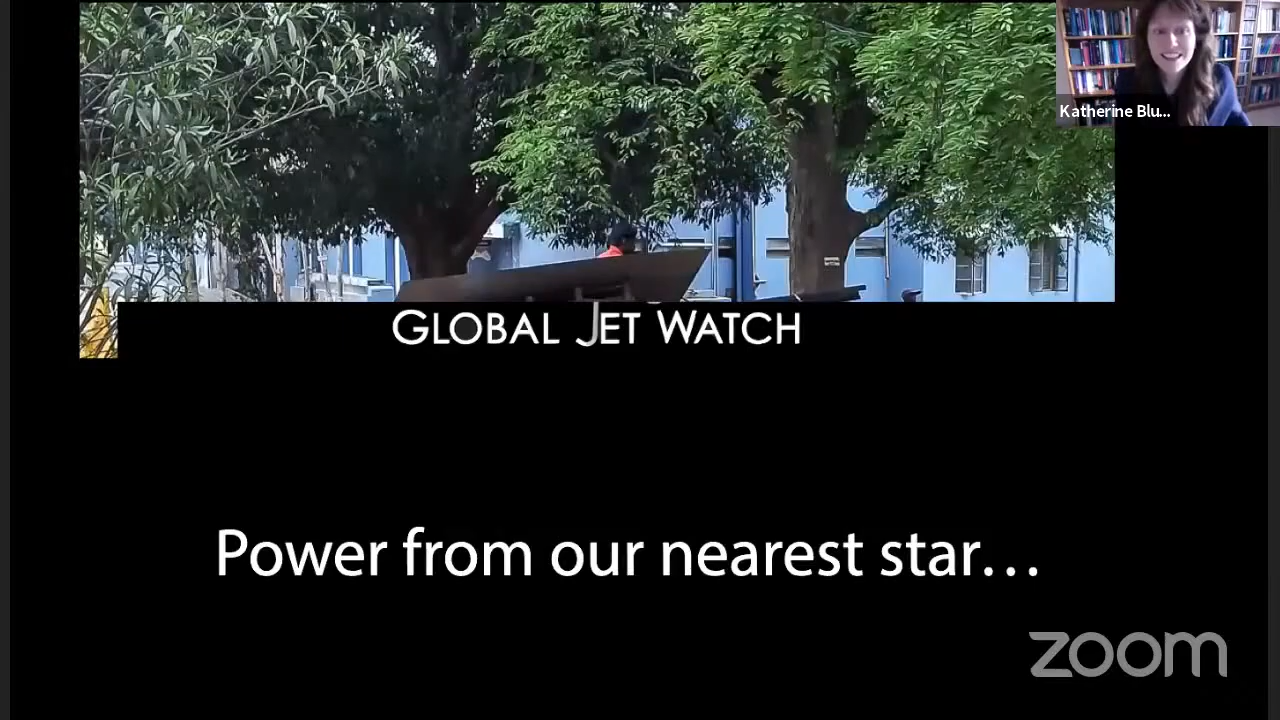 Katherine Blu...
GLOBAL JET WATCH
Power from our nearest star...
zoom